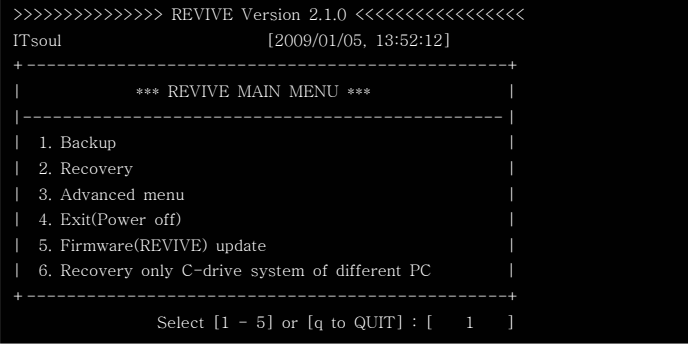 >>>>>>>>>>>>>>> REVIVE Version 2.1.0 <<<<<<<<<<<<<<<<<
ITsoul [2009/01/05, 13:52:12]
+------------------------------------------------+
| *** REVIVE MAIN MENU *** |
|------------------------------------------------|
| 1. Backup |
| 2. Recovery |
| 3. Advanced menu |
| 4. Exit(Power off) |
| 5. Firmware(REVIVE) update |
| 6. Recovery only C-drive system of different PC |
+------------------------------------------------+
Select [1 - 5] or [q to QUIT] : [ 1 ]